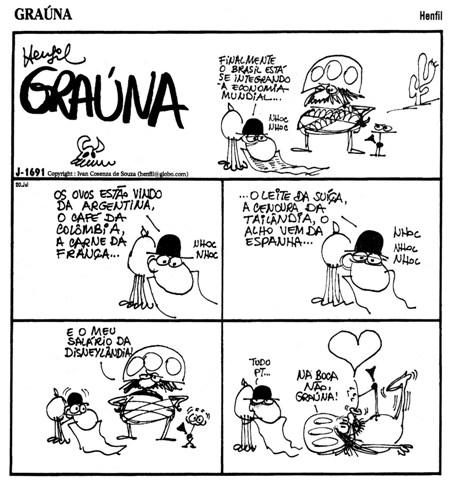 GRAÚNA
Henfil
Henfil
GRAÚNA
J-1691 Copyright : Ivan Cosenza de Souza (henfil@globo.com)
FINALMENTE
O BRASIL ESTÁ
SE INTEGRANDO
À ECONOMIA
MUNDIAL...
NHOC
NHOC
20.Jul
OS OVOS ESTÃO VINDO
DA ARGENTINA,
O CAFÉ DA
COLÔMBIA,
A CARNE DA
FRANÇA...
NHOC
NHOC
...O LEITE DA SUÍÇA,
A CENOURA DA
TAILÂNDIA, O
ALHO VEM DA
ESPANHA...
NHOC
NHOC
NHOC
E O MEU
SALÁRIO DA
DISNEYLÂNDIA!
TODO
PT...
NA BOCA
NÃO,
GRAÚNA!